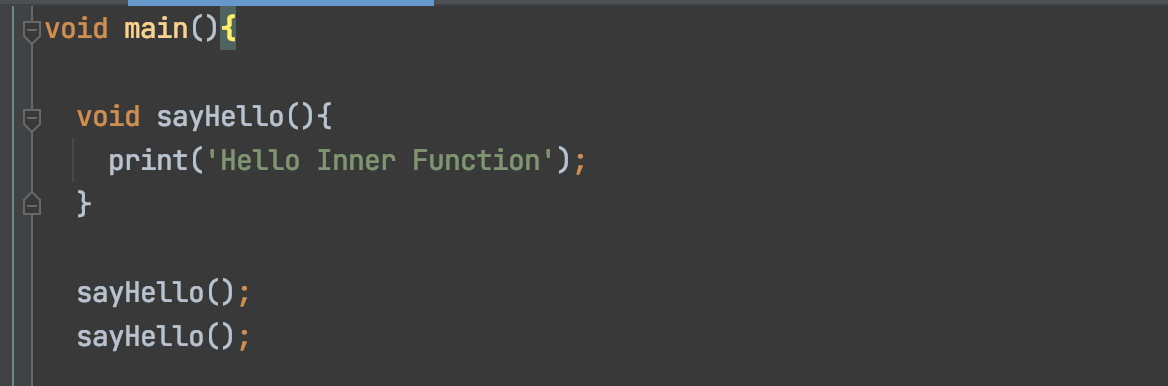 void main(){
void sayHello(){
print('Hello Inner Function');
}
sayHello();
sayHello();